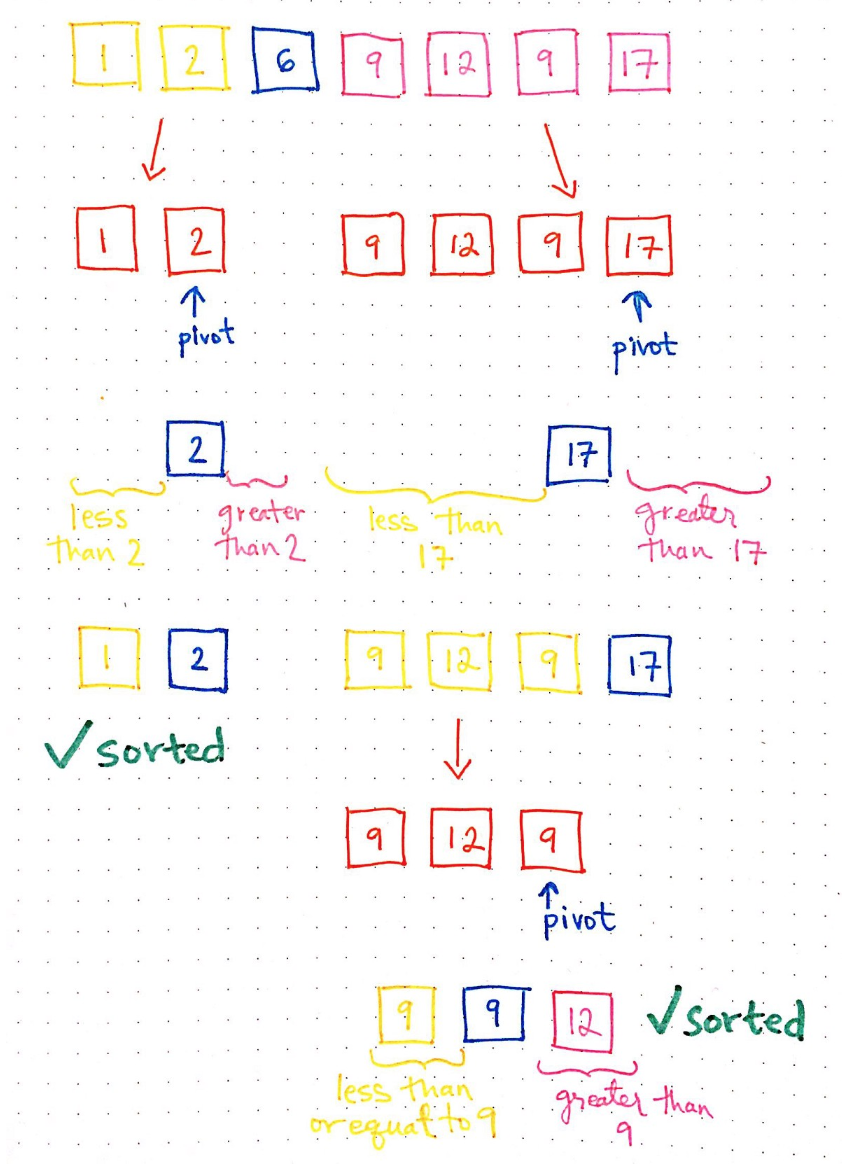 1 2 6 9 12 9 17
1 2 9 12 9 17
pivot
pivot
2
17
less
than 2
greater
than 2
less than
17
greater
than 17
1 2 9 12 9 17
✓sorted
9 12 9
pivot
9 9 12
✓sorted
less than
or equal to 9
greater than
9